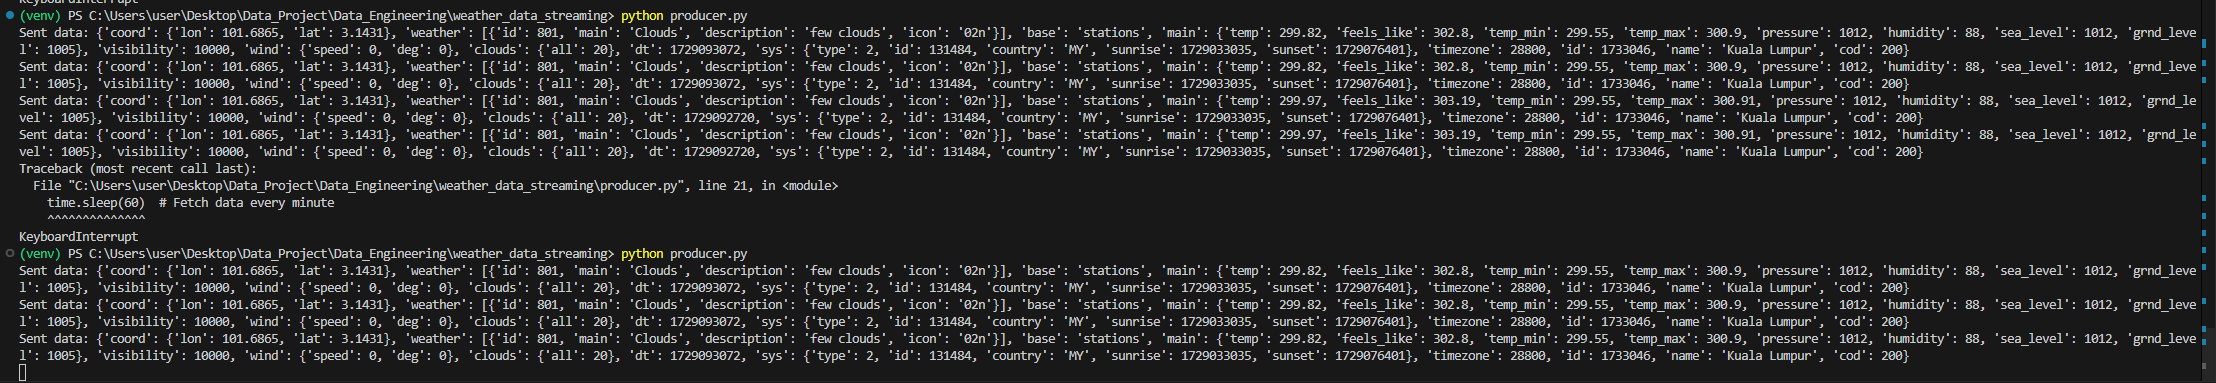 KeyboardInterrupt
(venv) PS C:\Users\user\Desktop\Data_Project\Data_Engineering\weather_data_streaming> python producer.py
Sent data: {'coord': {'lon': 101.6865, 'lat': 3.1431}, 'weather': [{'id': 801, 'main': 'Clouds', 'description': 'few clouds', 'icon': '02n'}], 'base': 'stations', 'main': {'temp': 299.82, 'feels_like': 302.8, 'temp_min': 299.55, 'temp_max': 300.9, 'pressure': 1012, 'humidity': 88, 'sea_level': 1012, 'grnd_leve
l': 1005}, 'visibility': 10000, 'wind': {'speed': 0, 'deg': 0}, 'clouds': {'all': 20}, 'dt': 1729093072, 'sys': {'type': 2, 'id': 131484, 'country': 'MY', 'sunrise': 1729033035, 'sunset': 1729076401}, 'timezone': 28800, 'id': 1733046, 'name': 'Kuala Lumpur', 'cod': 200}
Sent data: {'coord': {'lon': 101.6865, 'lat': 3.1431}, 'weather': [{'id': 801, 'main': 'Clouds', 'description': 'few clouds', 'icon': '02n'}], 'base': 'stations', 'main': {'temp': 299.82, 'feels_like': 302.8, 'temp_min': 299.55, 'temp_max': 300.9, 'pressure': 1012, 'humidity': 88, 'sea_level': 1012, 'grnd_leve
l': 1005}, 'visibility': 10000, 'wind': {'speed': 0, 'deg': 0}, 'clouds': {'all': 20}, 'dt': 1729093072, 'sys': {'type': 2, 'id': 131484, 'country': 'MY', 'sunrise': 1729033035, 'sunset': 1729076401}, 'timezone': 28800, 'id': 1733046, 'name': 'Kuala Lumpur', 'cod': 200}
Sent data: {'coord': {'lon': 101.6865, 'lat': 3.1431}, 'weather': [{'id': 801, 'main': 'Clouds', 'description': 'few clouds', 'icon': '02n'}], 'base': 'stations', 'main': {'temp': 299.97, 'feels_like': 303.19, 'temp_min': 299.55, 'temp_max': 300.91, 'pressure': 1012, 'humidity': 88, 'sea_level': 1012, 'grnd_le
vel': 1005}, 'visibility': 10000, 'wind': {'speed': 0, 'deg': 0}, 'clouds': {'all': 20}, 'dt': 1729092720, 'sys': {'type': 2, 'id': 131484, 'country': 'MY', 'sunrise': 1729033035, 'sunset': 1729076401}, 'timezone': 28800, 'id': 1733046, 'name': 'Kuala Lumpur', 'cod': 200}
Sent data: {'coord': {'lon': 101.6865, 'lat': 3.1431}, 'weather': [{'id': 801, 'main': 'Clouds', 'description': 'few clouds', 'icon': '02n'}], 'base': 'stations', 'main': {'temp': 299.97, 'feels_like': 303.19, 'temp_min': 299.55, 'temp_max': 300.91, 'pressure': 1012, 'humidity': 88, 'sea_level': 1012, 'grnd_le
vel': 1005}, 'visibility': 10000, 'wind': {'speed': 0, 'deg': 0}, 'clouds': {'all': 20}, 'dt': 1729092720, 'sys': {'type': 2, 'id': 131484, 'country': 'MY', 'sunrise': 1729033035, 'sunset': 1729076401}, 'timezone': 28800, 'id': 1733046, 'name': 'Kuala Lumpur', 'cod': 200}
Traceback (most recent call last):
  File "C:\Users\user\Desktop\Data_Project\Data_Engineering\weather_data_streaming\producer.py", line 21, in <module>
    time.sleep(60)  # Fetch data every minute
    ^^^^^^^^^^^^^^
KeyboardInterrupt
(venv) PS C:\Users\user\Desktop\Data_Project\Data_Engineering\weather_data_streaming> python producer.py
Sent data: {'coord': {'lon': 101.6865, 'lat': 3.1431}, 'weather': [{'id': 801, 'main': 'Clouds', 'description': 'few clouds', 'icon': '02n'}], 'base': 'stations', 'main': {'temp': 299.82, 'feels_like': 302.8, 'temp_min': 299.55, 'temp_max': 300.9, 'pressure': 1012, 'humidity': 88, 'sea_level': 1012, 'grnd_leve
l': 1005}, 'visibility': 10000, 'wind': {'speed': 0, 'deg': 0}, 'clouds': {'all': 20}, 'dt': 1729093072, 'sys': {'type': 2, 'id': 131484, 'country': 'MY', 'sunrise': 1729033035, 'sunset': 1729076401}, 'timezone': 28800, 'id': 1733046, 'name': 'Kuala Lumpur', 'cod': 200}
Sent data: {'coord': {'lon': 101.6865, 'lat': 3.1431}, 'weather': [{'id': 801, 'main': 'Clouds', 'description': 'few clouds', 'icon': '02n'}], 'base': 'stations', 'main': {'temp': 299.82, 'feels_like': 302.8, 'temp_min': 299.55, 'temp_max': 300.9, 'pressure': 1012, 'humidity': 88, 'sea_level': 1012, 'grnd_leve
l': 1005}, 'visibility': 10000, 'wind': {'speed': 0, 'deg': 0}, 'clouds': {'all': 20}, 'dt': 1729093072, 'sys': {'type': 2, 'id': 131484, 'country': 'MY', 'sunrise': 1729033035, 'sunset': 1729076401}, 'timezone': 28800, 'id': 1733046, 'name': 'Kuala Lumpur', 'cod': 200}
Sent data: {'coord': {'lon': 101.6865, 'lat': 3.1431}, 'weather': [{'id': 801, 'main': 'Clouds', 'description': 'few clouds', 'icon': '02n'}], 'base': 'stations', 'main': {'temp': 299.82, 'feels_like': 302.8, 'temp_min': 299.55, 'temp_max': 300.9, 'pressure': 1012, 'humidity': 88, 'sea_level': 1012, 'grnd_leve
l': 1005}, 'visibility': 10000, 'wind': {'speed': 0, 'deg': 0}, 'clouds': {'all': 20}, 'dt': 1729093072, 'sys': {'type': 2, 'id': 131484, 'country': 'MY', 'sunrise': 1729033035, 'sunset': 1729076401}, 'timezone': 28800, 'id': 1733046, 'name': 'Kuala Lumpur', 'cod': 200}